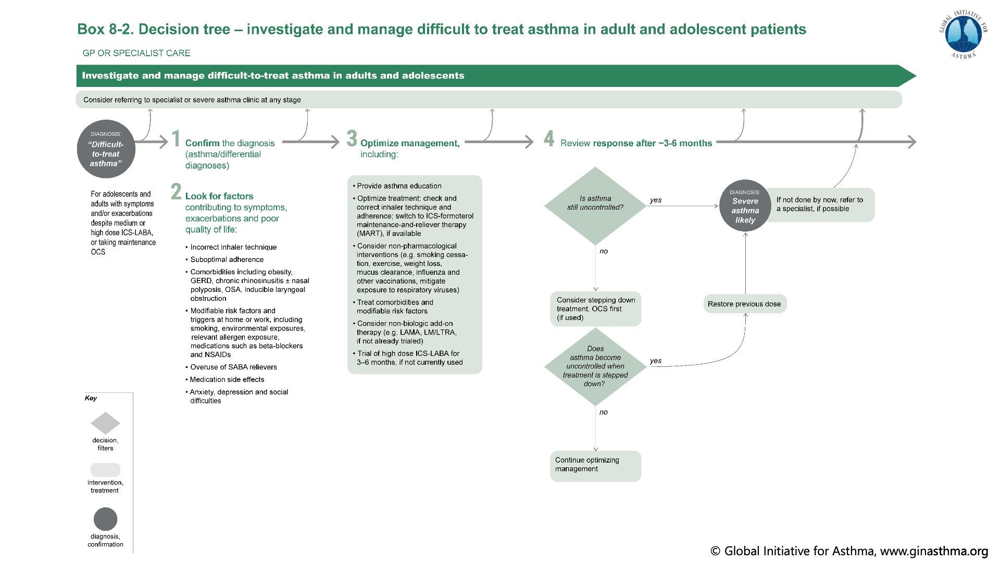 Box 8-2. Decision tree – investigate and manage difficult to treat asthma in adult and adolescent patients
GLOBAL INITIATIVE FOR
ASTHMA
GP OR SPECIALIST CARE
Investigate and manage difficult-to-treat asthma in adults and adolescents
Consider referring to specialist or severe asthma clinic at any stage
DIAGNOSIS:
“Difficult-
to-treat
asthma”
For adolescents and
adults with symptoms
and/or exacerbations
despite medium or
high dose ICS-LABA,
or taking maintenance
OCS
1 Confirm the diagnosis
(asthma/differential
diagnoses)
2 Look for factors
contributing to symptoms,
exacerbations and poor
quality of life:
• Incorrect inhaler technique
• Suboptimal adherence
• Comorbidities including obesity,
GERD, chronic rhinosinusitis ± nasal
polyposis, OSA, inducible laryngeal
obstruction
• Modifiable risk factors and
triggers at home or work, including
smoking, environmental exposures,
relevant allergen exposure,
medications such as beta-blockers
and NSAIDs
• Overuse of SABA relievers
• Medication side effects
• Anxiety, depression and social
difficulties
3 Optimize management,
including:
• Provide asthma education
• Optimize treatment: check and
correct inhaler technique and
adherence; switch to ICS-formoterol
maintenance-and-reliever therapy
(MART), if available
• Consider non-pharmacological
interventions (e.g. smoking cessa-
tion, exercise, weight loss,
mucus clearance, influenza and
other vaccinations, mitigate
exposure to respiratory viruses)
• Treat comorbidities and
modifiable risk factors
• Consider non-biologic add-on
therapy (e.g. LAMA, LM/LTRA,
if not already trialed)
• Trial of high dose ICS-LABA for
3–6 months, if not currently used
4 Review response after ~3-6 months
Is asthma
still uncontrolled?
yes
no
DIAGNOSIS:
Severe
asthma
likely
If not done by now, refer to
a specialist, if possible
Consider stepping down
treatment, OCS first
(if used)
Restore previous dose
Does
asthma become
uncontrolled when
treatment is stepped
down?
yes
no
Continue optimizing
management
Key
decision,
filters
intervention,
treatment
diagnosis,
confirmation
© Global Initiative for Asthma, www.ginasthma.org